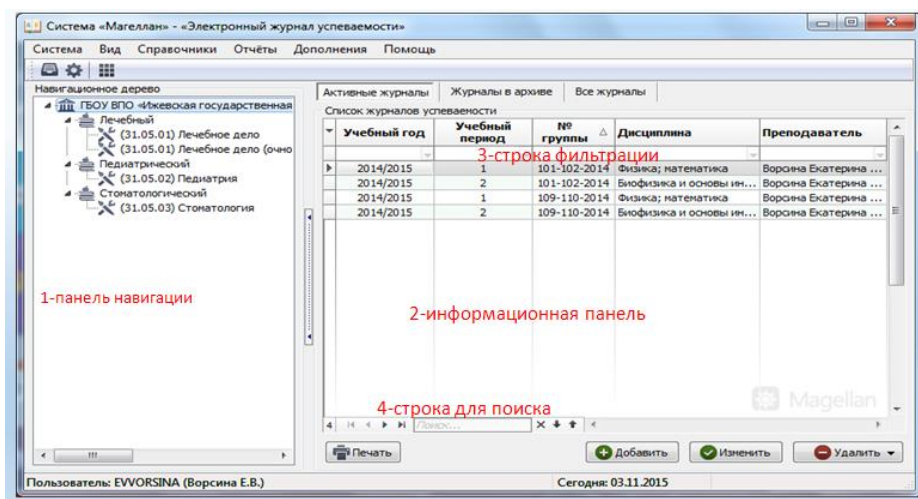 Система «Магеллан» - «Электронный журнал успеваемости»
Система Вид Справочники Отчёты Дополнения Помощь
Навигационное дерево
ГБОУ ВПО «Ижевская государственная
Лечебный
(31.05.01) Лечебное дело
(31.05.01) Лечебное дело (очно
Педиатрический
(31.05.02) Педиатрия
Стоматологический
(31.05.03) Стоматология
1-панель навигации
Активные журналы Журналы в архиве Все журналы
Список журналов успеваемости
Учебный год Учебный период № группы Дисциплина Преподаватель
3-строка фильтрации
2014/2015 1 101-102-2014 Физика; математика Ворсина Екатерина ...
2014/2015 2 101-102-2014 Биофизика и основы ин... Ворсина Екатерина ...
2014/2015 1 109-110-2014 Физика; математика Ворсина Екатерина ...
2014/2015 2 109-110-2014 Биофизика и основы ин... Ворсина Екатерина ...
2-информационная панель
Magellan
4-строка для поиска
4 Поиск...
Печать Добавить Изменить Удалить
Пользователь: EVVORSINA (Ворсина Е.В.) Сегодня: 03.11.2015